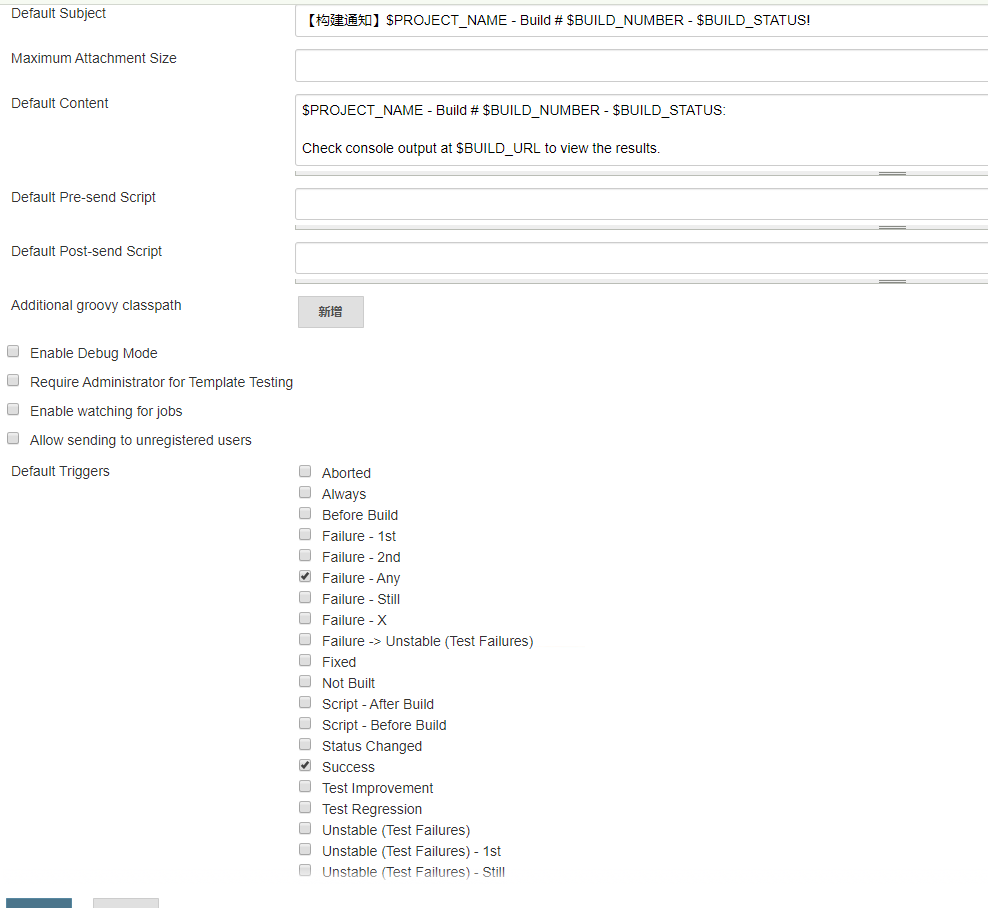 Default Subject
【构建通知】$PROJECT_NAME - Build # $BUILD_NUMBER - $BUILD_STATUS!
Maximum Attachment Size
Default Content
$PROJECT_NAME - Build # $BUILD_NUMBER - $BUILD_STATUS:
Check console output at $BUILD_URL to view the results.
Default Pre-send Script
Default Post-send Script
Additional groovy classpath
新增
Enable Debug Mode
Require Administrator for Template Testing
Enable watching for jobs
Allow sending to unregistered users
Default Triggers
Aborted
Always
Before Build
Failure - 1st
Failure - 2nd
Failure - Any
Failure - Still
Failure - X
Failure -> Unstable (Test Failures)
Fixed
Not Built
Script - After Build
Script - Before Build
Status Changed
Success
Test Improvement
Test Regression
Unstable (Test Failures)
Unstable (Test Failures) - 1st
Unstable (Test Failures) - Still